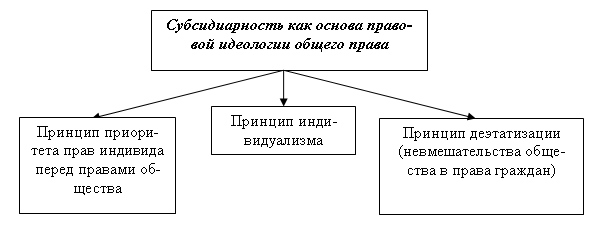 Субсидиарность как основа право-
вой идеологии общего права
Принцип приори-
тета прав индивида
перед правами об-
щества
Принцип инди-
видуализма
Принцип деэтатизации
(невмешательства обще-
ства в права граждан)